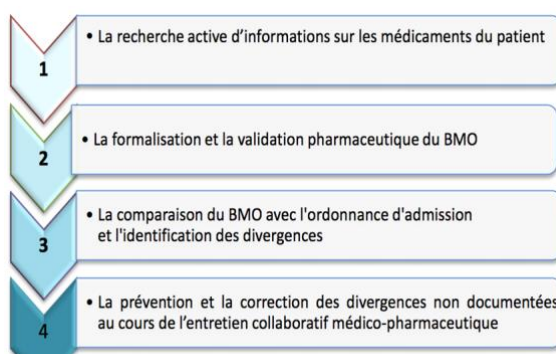 1
• La recherche active d’informations sur les médicaments du patient
2
• La formalisation et la validation pharmaceutique du BMO
3
• La comparaison du BMO avec l'ordonnance d'admission
et l'identification des divergences
4
• La prévention et la correction des divergences non documentées
au cours de l’entretien collaboratif médico-pharmaceutique